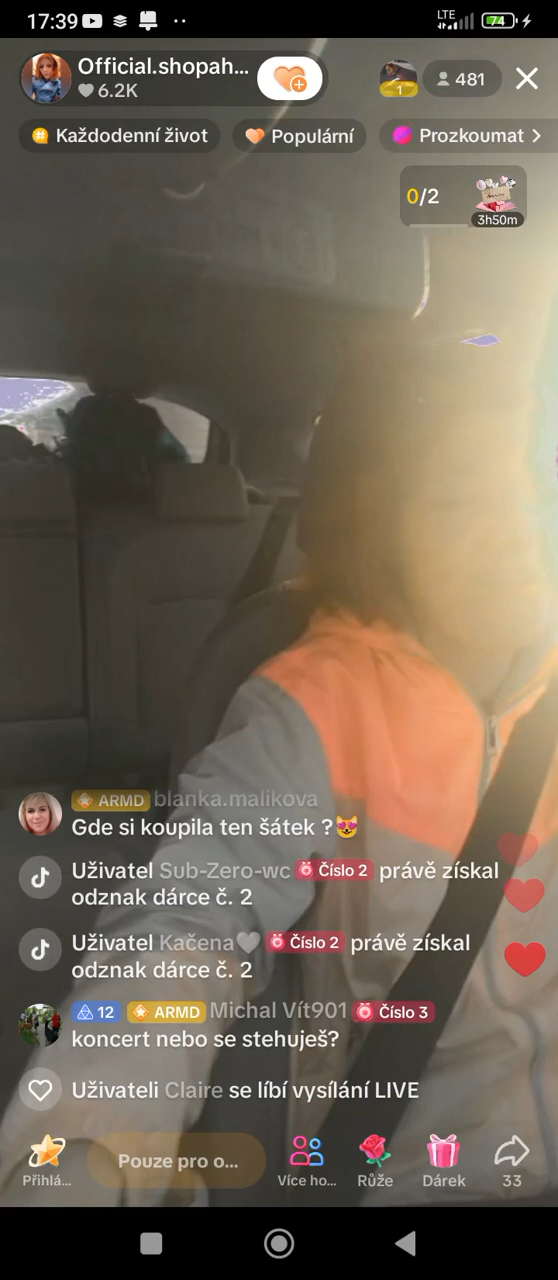 17:39
LTE
74
Official.shopah...
6.2K
1
481
Každodenní život
Populární
Prozkoumat
0/2
3h50m
ARMD blanka.malikova
Gde si koupila ten šátek ?
Uživatel Sub-Zero-wc Číslo 2 právě získal
odznak dárce č. 2
Uživatel Kačena Číslo 2 právě získal
odznak dárce č. 2
12 ARMD Michal Vít901 Číslo 3
koncert nebo se stehuješ?
Uživateli Claire se líbí vysílání LIVE
Přihlá...
Pouze pro o...
Více ho...
Růže
Dárek
33